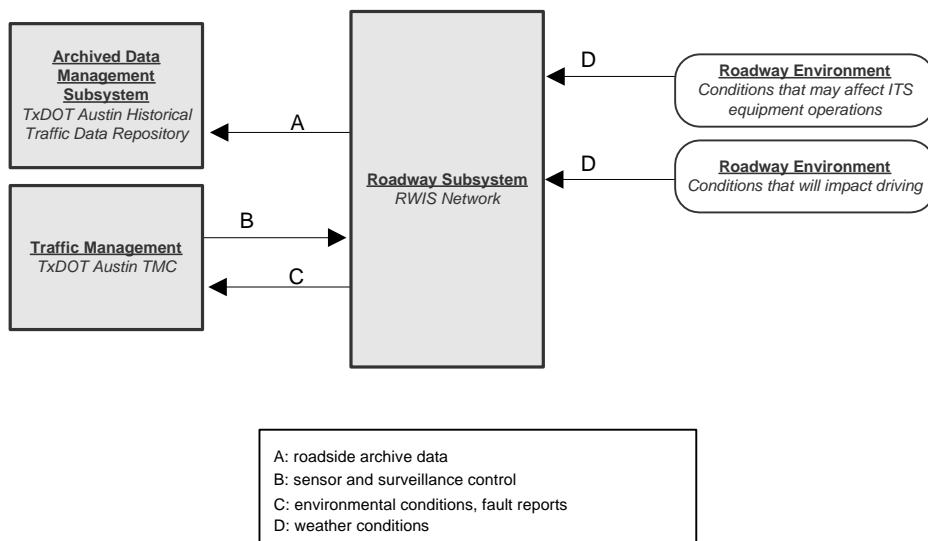 Archived Data
Management
Subsystem
TxDOT Austin Historical
Traffic Data Repository
A
Traffic Management
TxDOT Austin TMC
B
C
Roadway Subsystem
RWIS Network
D
Roadway Environment
Conditions that may affect ITS
equipment operations
D
Roadway Environment
Conditions that will impact driving
A: roadside archive data
B: sensor and surveillance control
C: environmental conditions, fault reports
D: weather conditions